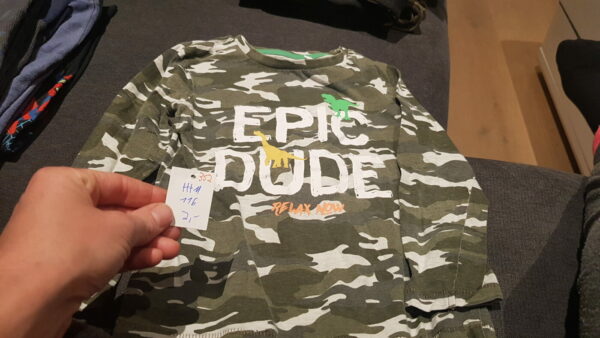 EPIC
DUDE
RELAX NOW
302
H+M
116
2,-